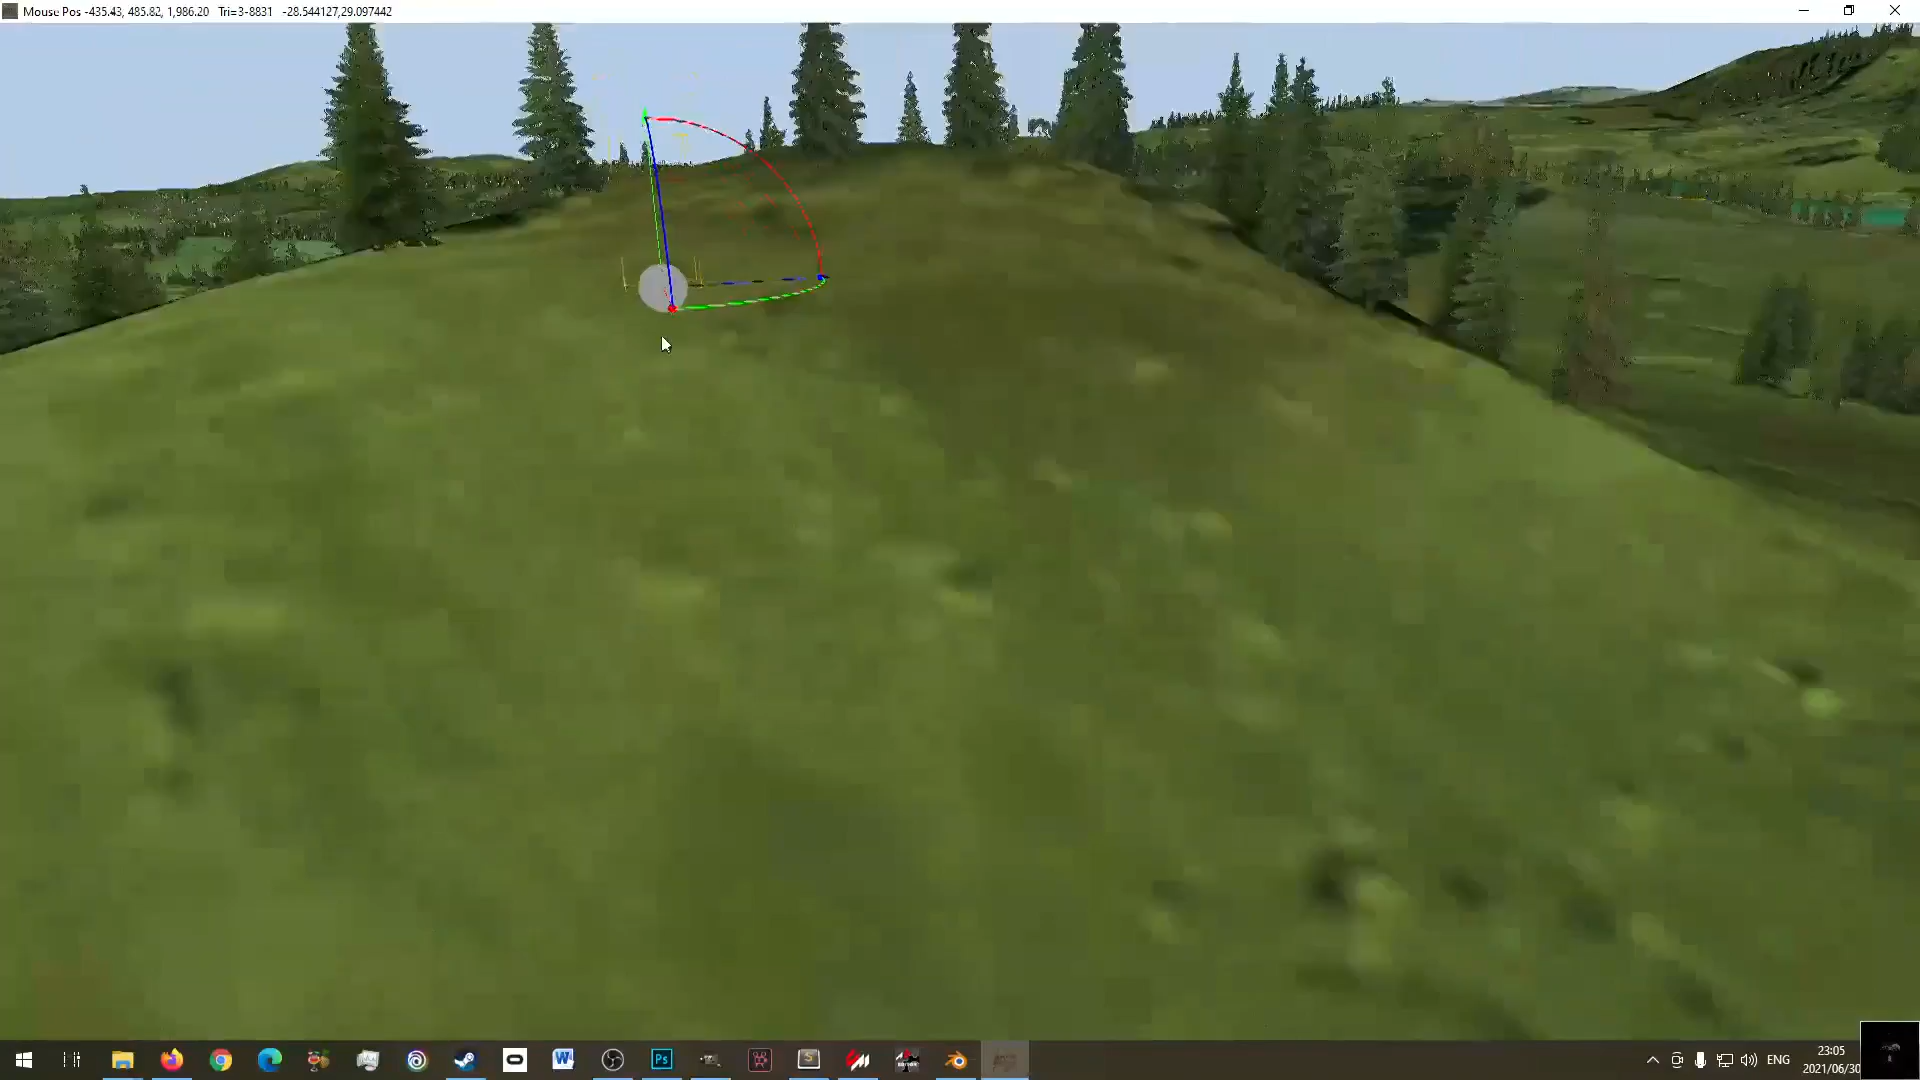 Mouse Pos -435.43, 485.82, 1,986.20 Tri=3-8831 -28.544127,29.097442
W
Ps
S
ENG
23:05
2021/06/30